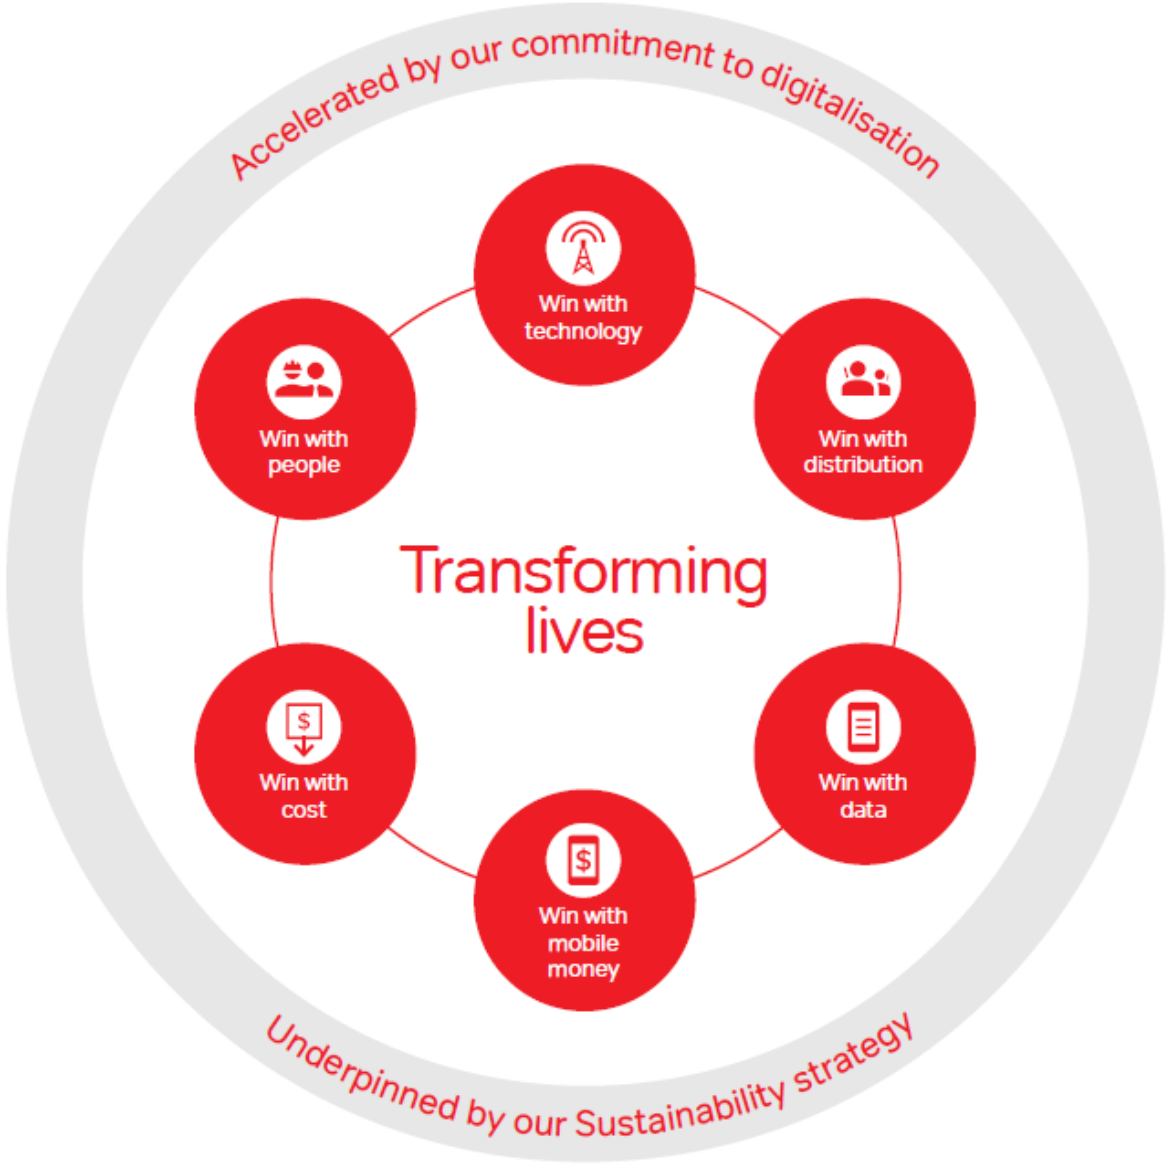 Accelerated by our commitment to digitalisation
Win with
technology
Win with
people
Win with
distribution
Transforming
lives
Win with
cost
Win with
data
Win with
mobile
money
Underpinned by our Sustainability strategy